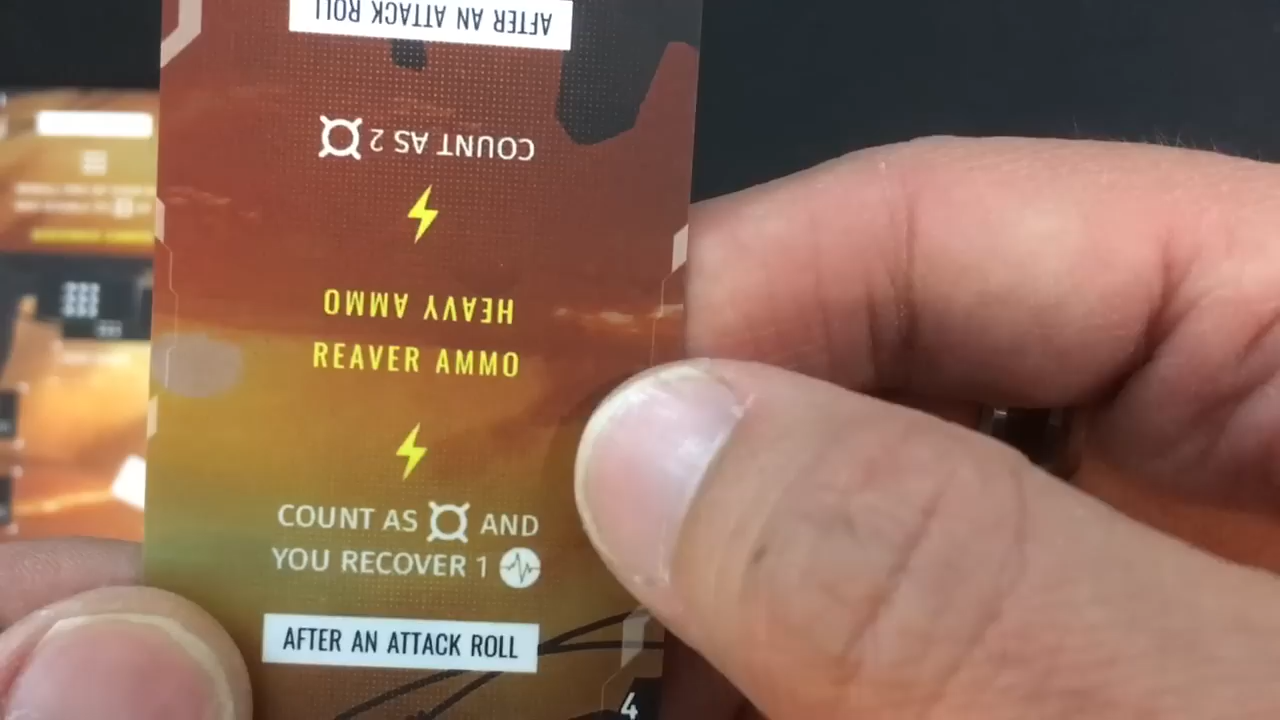 AFTER AN ATTACK ROLL
COUNT AS 2
HEAVY AMMO
REAVER AMMO
COUNT AS AND
YOU RECOVER 1
AFTER AN ATTACK ROLL
4